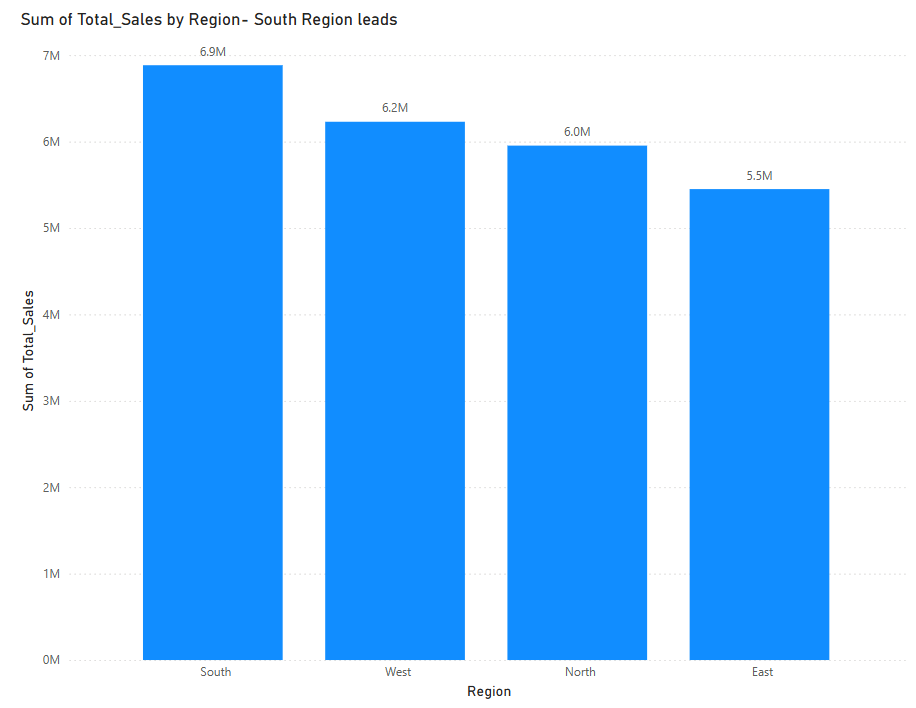 Sum of Total_Sales by Region- South Region leads
7M
6M
5M
4M
3M
2M
1M
0M
Sum of Total_Sales
6.9M
6.2M
6.0M
5.5M
South
West
North
East
Region